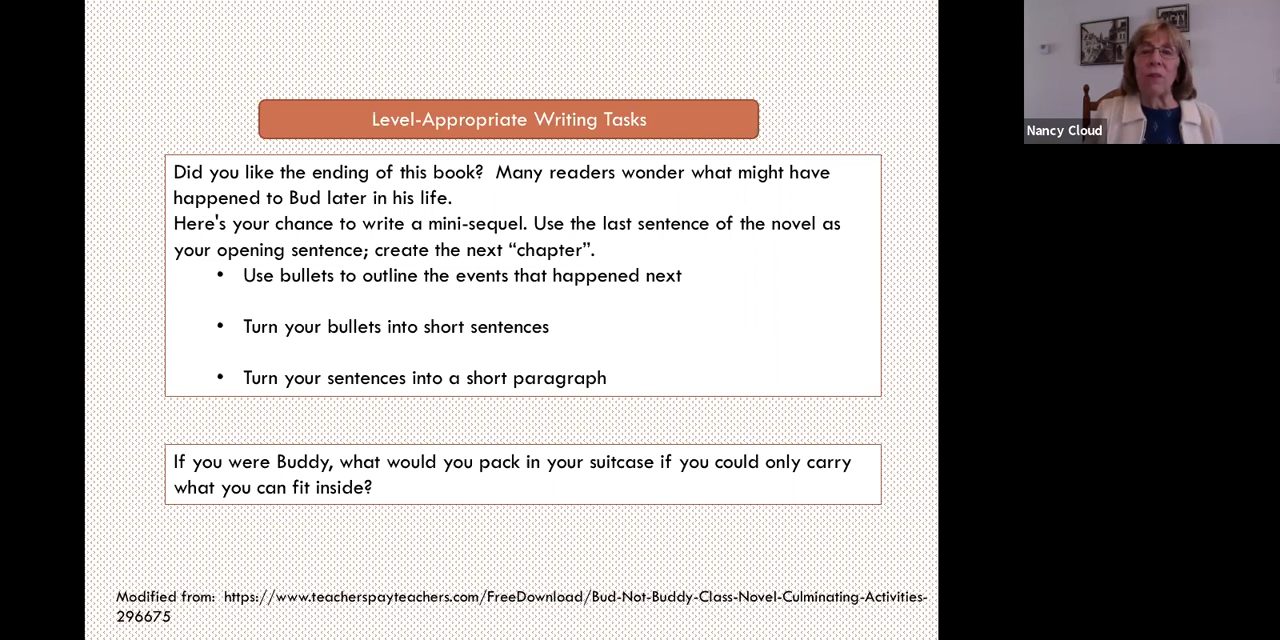 Level-Appropriate Writing Tasks
Nancy Cloud
Did you like the ending of this book?  Many readers wonder what might have
happened to Bud later in his life.
Here's your chance to write a mini-sequel. Use the last sentence of the novel as
your opening sentence; create the next “chapter”.
• Use bullets to outline the events that happened next
• Turn your bullets into short sentences
• Turn your sentences into a short paragraph
If you were Buddy, what would you pack in your suitcase if you could only carry
what you can fit inside?
Modified from:  https://www.teacherspayteachers.com/FreeDownload/Bud-Not-Buddy-Class-Novel-Culminating-Activities-
296675